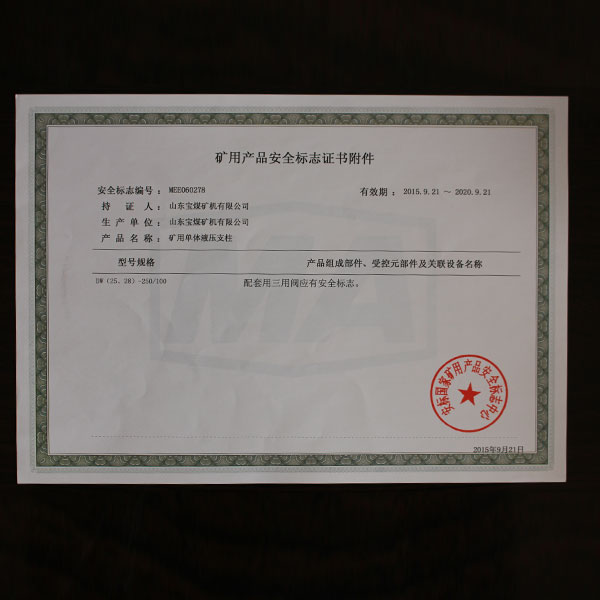 矿用产品安全标志证书附件
安全标志编号： MEE060278 有效期： 2015.9.21 ～ 2020.9.21
持 证 人： 山东宝煤矿机有限公司
生 产 单 位： 山东宝煤矿机有限公司
产 品 名 称： 矿用单体液压支柱
型号规格 产品组成部件、受控元部件及关联设备名称
DW（25、28）-250/100 配套用三用阀应有安全标志。
MA
安标国家矿用产品安全标志中心
2015年9月21日